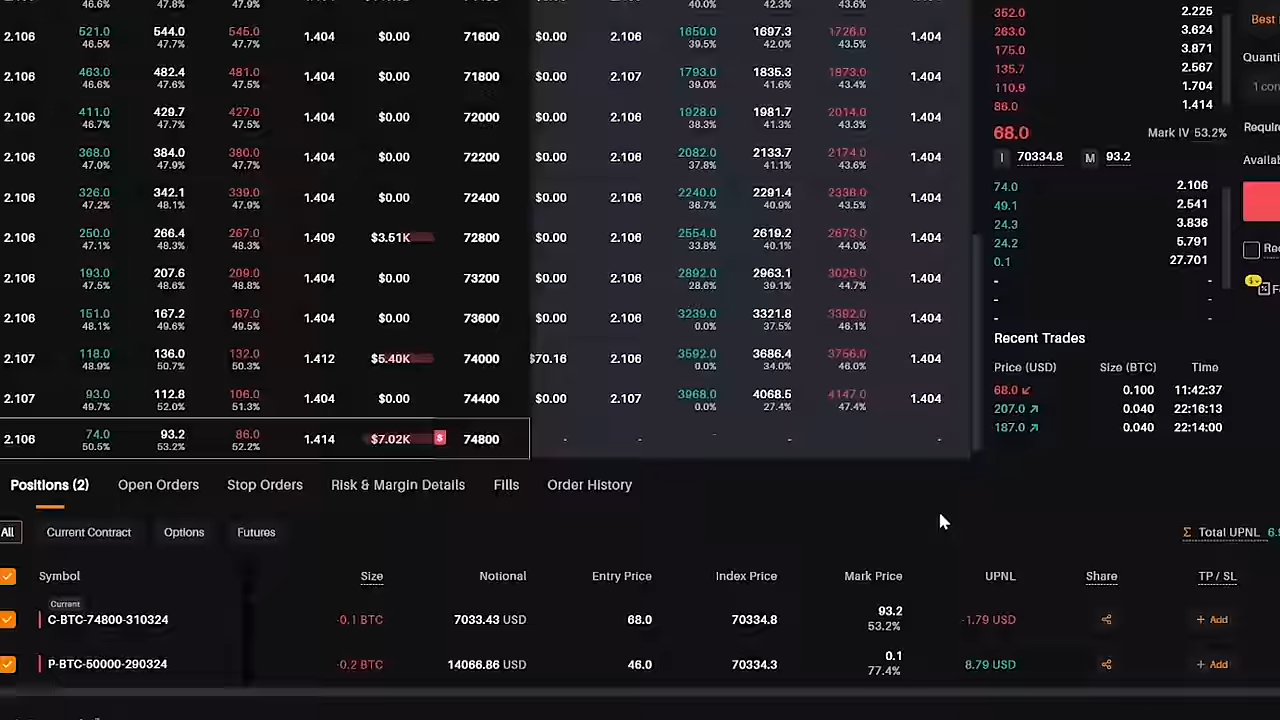 46.6% 47.8% 47.9% 40.0% 42.3% 43.6%
2.106 521.0 544.0 545.0 1.404 $0.00 71600 $0.00 2.106 1650.0 1697.3 1726.0 1.404
46.5% 47.7% 47.7% 39.5% 42.0% 43.5%
2.106 463.0 482.4 481.0 1.404 $0.00 71800 $0.00 2.107 1793.0 1835.3 1873.0 1.404
46.6% 47.6% 47.5% 39.0% 41.6% 43.4%
2.106 411.0 429.7 427.0 1.404 $0.00 72000 $0.00 2.106 1928.0 1981.7 2014.0 1.404
46.7% 47.7% 47.5% 38.3% 41.3% 43.3%
2.106 368.0 384.0 380.0 1.404 $0.00 72200 $0.00 2.106 2082.0 2133.7 2174.0 1.404
47.0% 47.9% 47.7% 37.8% 41.1% 43.6%
2.106 326.0 342.1 339.0 1.404 $0.00 72400 $0.00 2.106 2240.0 2291.4 2338.0 1.404
47.2% 48.1% 47.9% 36.7% 40.9% 43.5%
2.106 250.0 266.4 267.0 1.409 $3.51K 72800 $0.00 2.106 2554.0 2619.2 2673.0 1.404
47.1% 48.3% 48.3% 33.8% 40.1% 44.0%
2.106 193.0 207.6 209.0 1.404 $0.00 73200 $0.00 2.106 2892.0 2963.1 3026.0 1.404
47.5% 48.6% 48.8% 28.6% 39.1% 44.7%
2.106 151.0 167.2 167.0 1.404 $0.00 73600 $0.00 2.106 3239.0 3321.8 3392.0 1.404
48.1% 49.6% 49.5% 0.0% 37.5% 46.1%
2.107 118.0 136.0 132.0 1.412 $5.40K 74000 $70.16 2.106 3592.0 3686.4 3756.0 1.404
48.9% 50.7% 50.3% 0.0% 34.0% 46.0%
2.107 93.0 112.8 106.0 1.404 $0.00 74400 $0.00 2.107 3968.0 4068.5 4147.0 1.404
49.7% 52.0% 51.3% 0.0% 27.4% 47.4%
2.106 74.0 93.2 86.0 1.414 $7.02K S 74800 - - - - -
50.5% 53.2% 52.2%
352.0 2.225
263.0 3.624
175.0 3.871
135.7 2.567
110.9 1.704
86.0 1.414
68.0 Mark IV 53.2%
I 70334.8 M 93.2
74.0 2.106
49.1 2.541
24.3 3.836
24.2 5.791
0.1 27.701
- -
- -
- -
Recent Trades
Price (USD) Size (BTC) Time
68.0 ↙ 0.100 11:42:37
207.0 ↗ 0.040 22:16:13
187.0 ↗ 0.040 22:14:00
Best
1
Positions (2) Open Orders Stop Orders Risk & Margin Details Fills Order History
All Current Contract Options Futures
Σ Total UPNL
Symbol Size Notional Entry Price Index Price Mark Price UPNL Share TP / SL
Current
C-BTC-74800-310324 -0.1 BTC 7033.43 USD 68.0 70334.8 93.2 -1.79 USD + Add
53.2%
P-BTC-50000-290324 -0.2 BTC 14066.86 USD 46.0 70334.3 0.1 8.79 USD + Add
77.4%